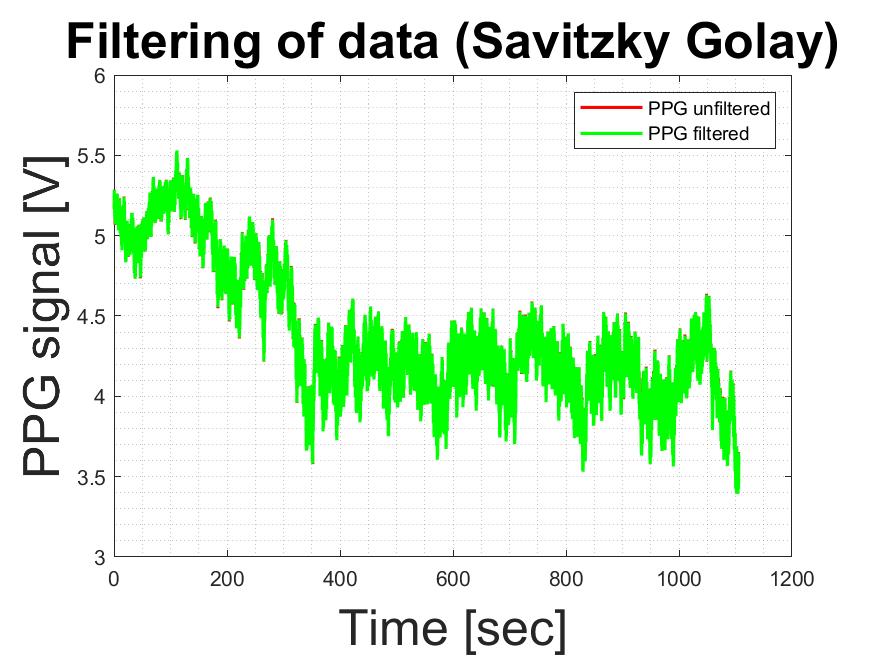 Filtering of data (Savitzky Golay)
PPG unfiltered
PPG filtered
6
5.5
5
4.5
4
3.5
3
PPG signal [V]
0 200 400 600 800 1000 1200
Time [sec]